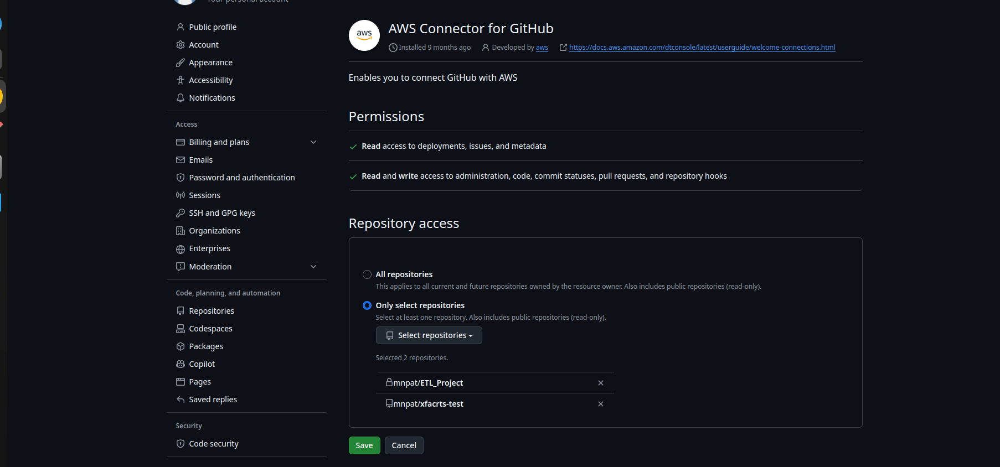 Your personal account
Public profile
Account
Appearance
Accessibility
Notifications
Access
Billing and plans
Emails
Password and authentication
Sessions
SSH and GPG keys
Organizations
Enterprises
Moderation
Code, planning, and automation
Repositories
Codespaces
Packages
Copilot
Pages
Saved replies
Security
Code security
aws
AWS Connector for GitHub
Installed 9 months ago Developed by aws https://docs.aws.amazon.com/dtconsole/latest/userguide/welcome-connections.html
Enables you to connect GitHub with AWS
Permissions
Read access to deployments, issues, and metadata
Read and write access to administration, code, commit statuses, pull requests, and repository hooks
Repository access
All repositories
This applies to all current and future repositories owned by the resource owner. Also includes public repositories (read-only).
Only select repositories
Select at least one repository. Also includes public repositories (read-only).
Select repositories
Selected 2 repositories.
mnpat/ETL_Project
mnpat/xfacrts-test
Save Cancel